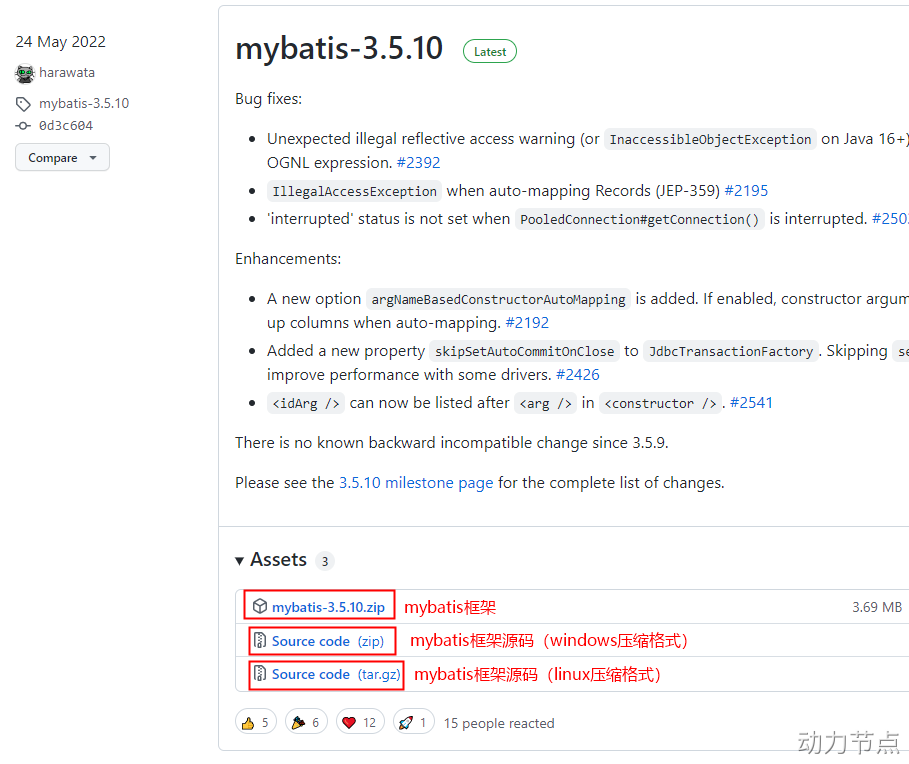 24 May 2022
harawata
mybatis-3.5.10
0d3c604
Compare
mybatis-3.5.10 Latest
Bug fixes:
Unexpected illegal reflective access warning (or InaccessibleObjectException on Java 16+)
OGNL expression. #2392
IllegalAccessException when auto-mapping Records (JEP-359) #2195
'interrupted' status is not set when PooledConnection#getConnection() is interrupted.
Enhancements:
A new option argNameBasedConstructorAutoMapping is added. If enabled, constructor
up columns when auto-mapping. #2192
Added a new property skipSetAutoCommitOnClose to JdbcTransactionFactory. Skipping
improve performance with some drivers. #2426
<idArg /> can now be listed after <arg /> in <constructor />. #2541
There is no known backward incompatible change since 3.5.9.
Please see the 3.5.10 milestone page for the complete list of changes.
Assets 3
mybatis-3.5.10.zip mybatis框架 3.69 MB
Source code (zip) mybatis框架源码（windows压缩格式）
Source code (tar.gz) mybatis框架源码（linux压缩格式）
5 6 12 1 15 people reacted
动力节点